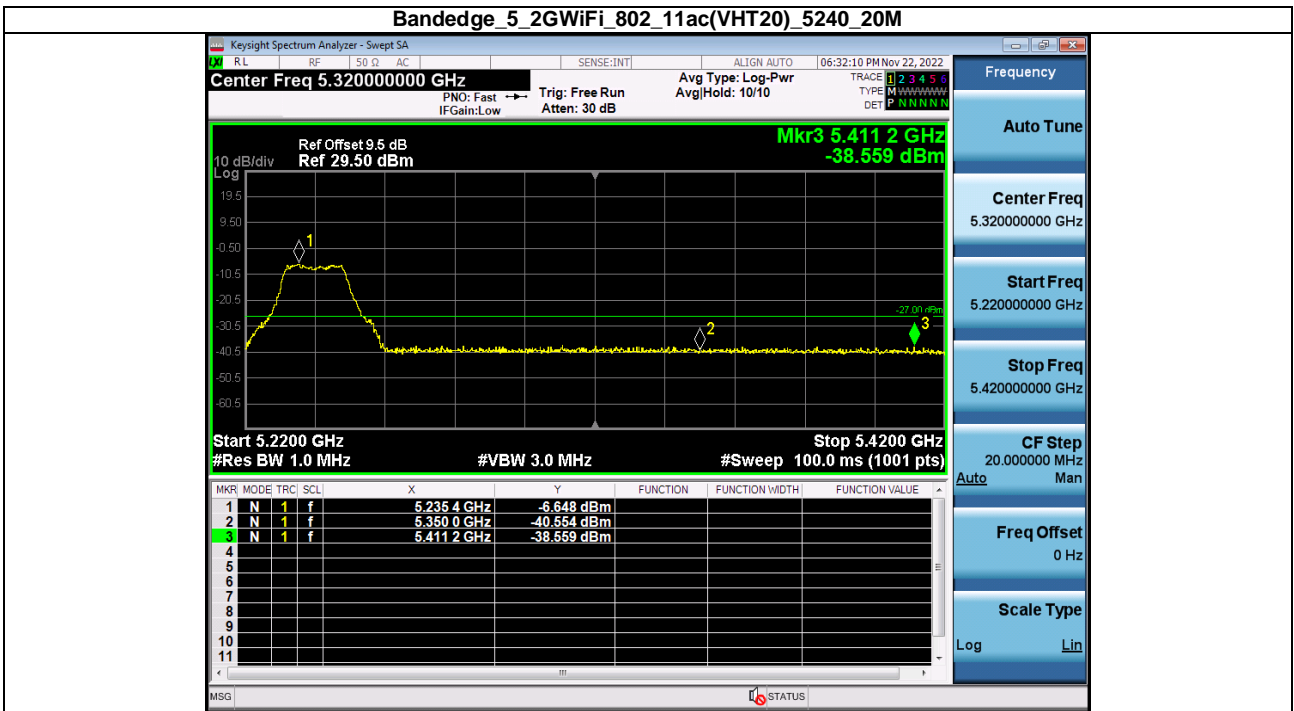 Bandedge_5_2GWiFi_802_11ac(VHT20)_5240_20M
Keysight Spectrum Analyzer - Swept SA
LXI RL RF 50 Ω AC SENSE:INT ALIGN AUTO 06:32:10 PM Nov 22, 2022
Center Freq 5.320000000 GHz Avg Type: Log-Pwr TRACE 1 2 3 4 5 6
PNO: Fast Trig: Free Run Avg|Hold: 10/10 TYPE M WWWWW
IFGain:Low Atten: 30 dB DET P N N N N N
Mkr3 5.411 2 GHz
-38.559 dBm
Ref Offset 9.5 dB
10 dB/div Ref 29.50 dBm
Log
19.5
9.50
-0.50
-10.5
-20.5
-30.5
-40.5
-50.5
-60.5
1
2
3
-27.00 dBm
Start 5.2200 GHz Stop 5.4200 GHz
#Res BW 1.0 MHz #VBW 3.0 MHz #Sweep 100.0 ms (1001 pts)
MKR MODE TRC SCL X Y FUNCTION FUNCTION WIDTH FUNCTION VALUE
1 N 1 f 5.235 4 GHz -6.648 dBm
2 N 1 f 5.350 0 GHz -40.554 dBm
3 N 1 f 5.411 2 GHz -38.559 dBm
4
5
6
7
8
9
10
11
MSG STATUS
Frequency
Auto Tune
Center Freq
5.320000000 GHz
Start Freq
5.220000000 GHz
Stop Freq
5.420000000 GHz
CF Step
20.000000 MHz
Auto Man
Freq Offset
0 Hz
Scale Type
Log Lin